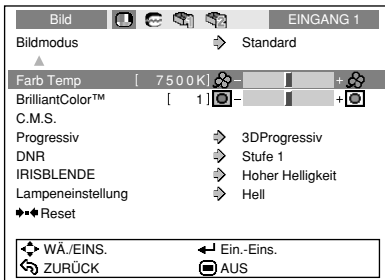 Bild EINGANG 1
Bildmodus Standard
Farb Temp [ 7500K] - +
BrilliantColor™ [ 1] - +
C.M.S.
Progressiv 3DProgressiv
DNR Stufe 1
IRISBLENDE Hoher Helligkeit
Lampeneinstellung Hell
Reset
WÄ./EINS. Ein.-Eins.
ZURÜCK AUS